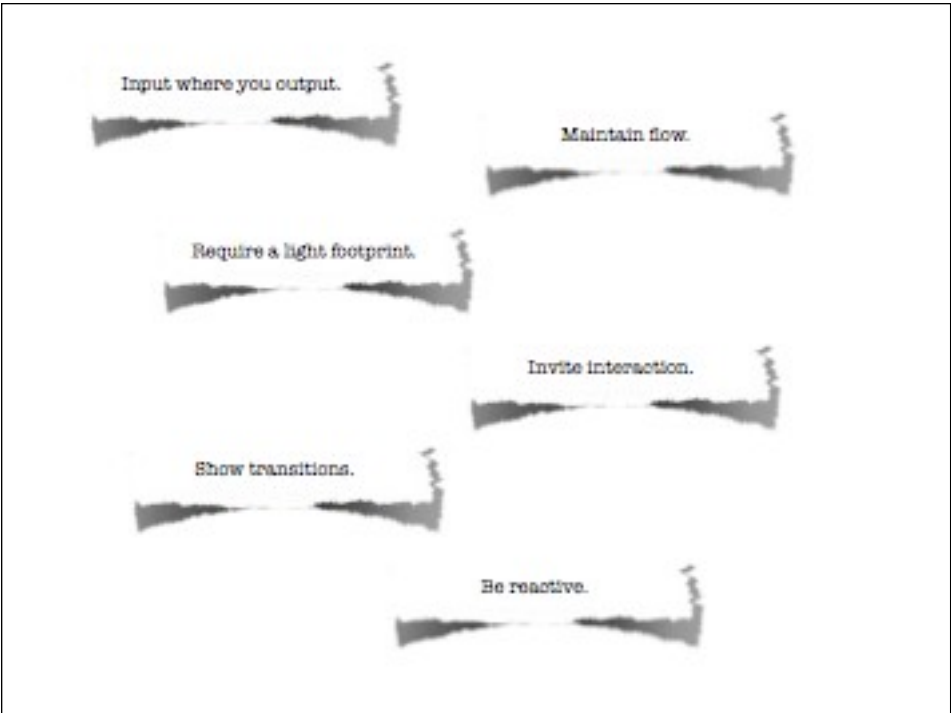 Input where you output.
Maintain flow.
Require a light footprint.
Invite interaction.
Show transitions.
Be reactive.